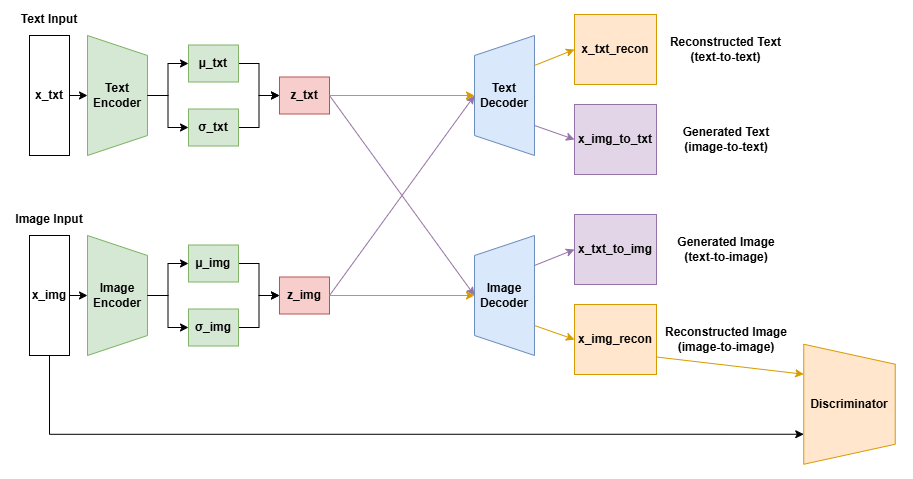 Text Input
x_txt
Text
Encoder
μ_txt
σ_txt
z_txt
Text
Decoder
x_txt_recon
Reconstructed Text
(text-to-text)
x_img_to_txt
Generated Text
(image-to-text)
Image Input
x_img
Image
Encoder
μ_img
σ_img
z_img
Image
Decoder
x_txt_to_img
Generated Image
(text-to-image)
x_img_recon
Reconstructed Image
(image-to-image)
Discriminator